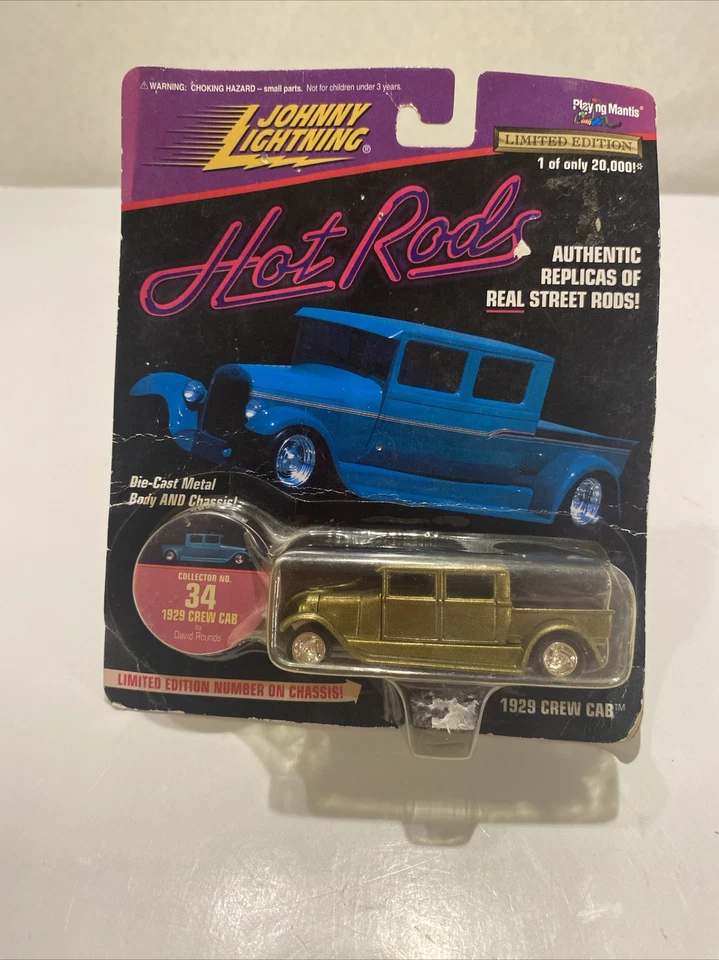 ⚠ WARNING: CHOKING HAZARD -- small parts. Not for children under 3 years.
JOHNNY
LIGHTNING®
Playing Mantis®
LIMITED EDITION
1 of only 20,000!*
Hot Rods
AUTHENTIC
REPLICAS OF
REAL STREET RODS!
Die-Cast Metal
Body AND Chassis!
COLLECTOR NO.
34
1929 CREW CAB
by
David Rounds
LIMITED EDITION NUMBER ON CHASSIS!
1929 CREW CAB™